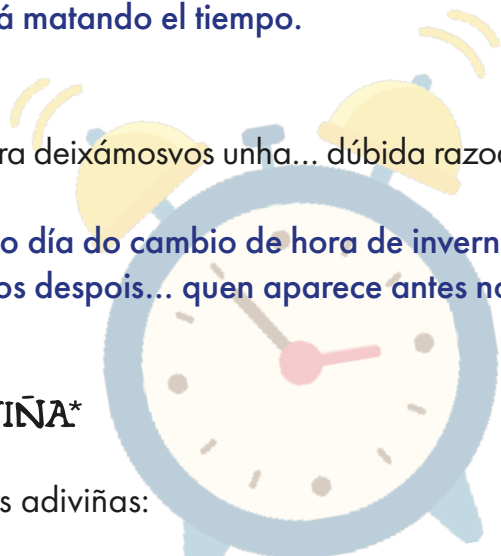 á matando el tiempo.
ra deixámosvos unha... dúbida razo
o día do cambio de hora de invern
os despois... quen aparece antes no
TIÑA*
s adiviñas: